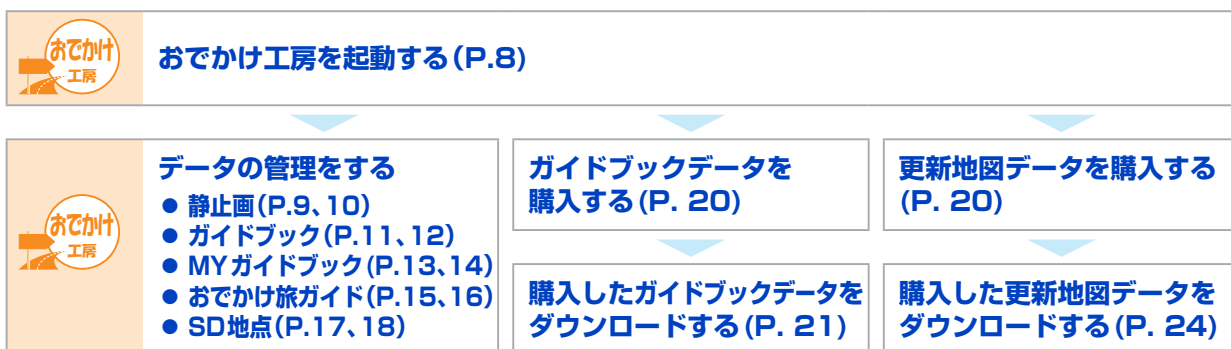 おでかけ
工房
おでかけ工房を起動する(P.8)
おでかけ
工房
データの管理をする
● 静止画(P.9、10)
● ガイドブック(P.11、12)
● MYガイドブック(P.13、14)
● おでかけ旅ガイド(P.15、16)
● SD地点(P.17、18)
ガイドブックデータを
購入する(P. 20)
購入したガイドブックデータを
ダウンロードする(P. 21)
更新地図データを購入する
(P. 20)
購入した更新地図データを
ダウンロードする(P. 24)